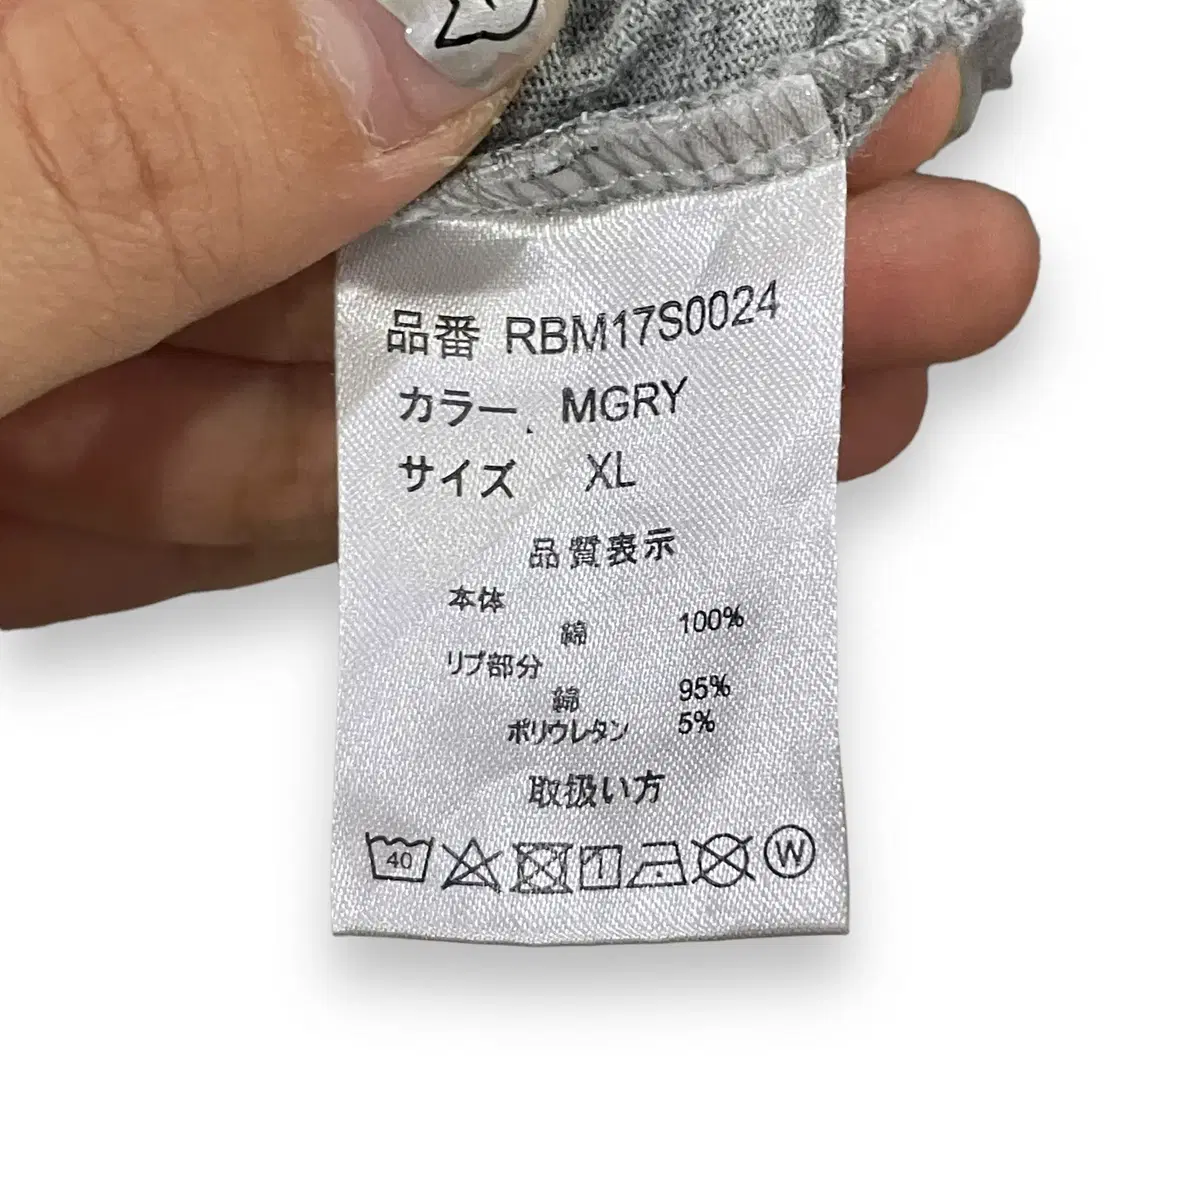 品番 RBM17S0024
カラー MGRY
サイズ XL
品質表示
本体
綿 100%
リブ部分
綿 95%
ポリウレタン 5%
取扱い方
40 1 W